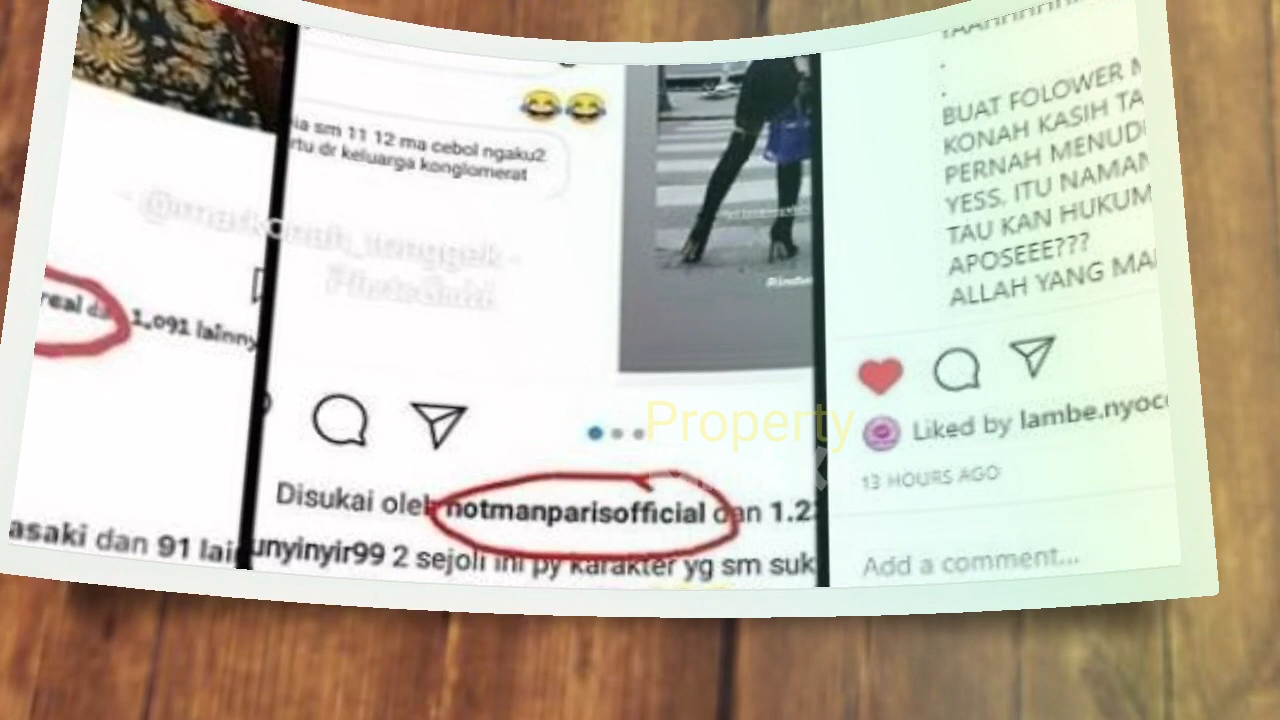 real da 1.091 lainny
asaki dan 91 lai
ia sm 11 12 ma cebol ngaku2
rtu dr keluarga konglomerat
Disukai oleh hotmanparisofficial dan 1.2
unyinyir99 2 sejoli ini py karakter yg sm suk
Property
BUAT FOLOWER M
KONAH KASIH TA
PERNAH MENUD
YESS. ITU NAMAN
TAU KAN HUKUM
APOSEEE???
ALLAH YANG MA
Liked by lambe.nyoc
13 HOURS AGO
Add a comment...